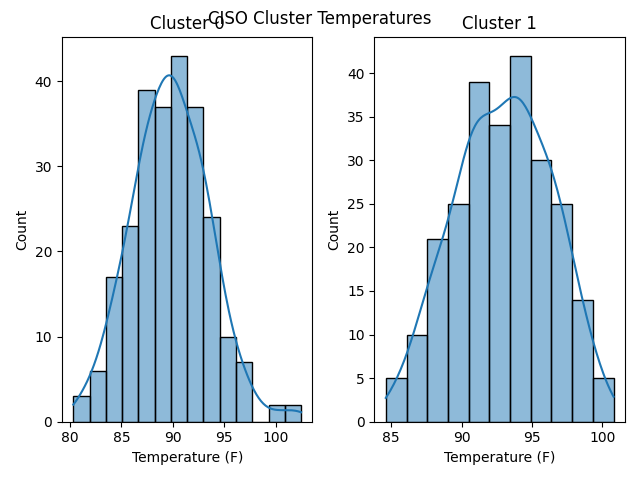 CISO Cluster Temperatures
Cluster 0
Cluster 1
40
30
20
10
0
Count
80 85 90 95 100
Temperature (F)
40
35
30
25
20
15
10
5
0
Count
85 90 95 100
Temperature (F)